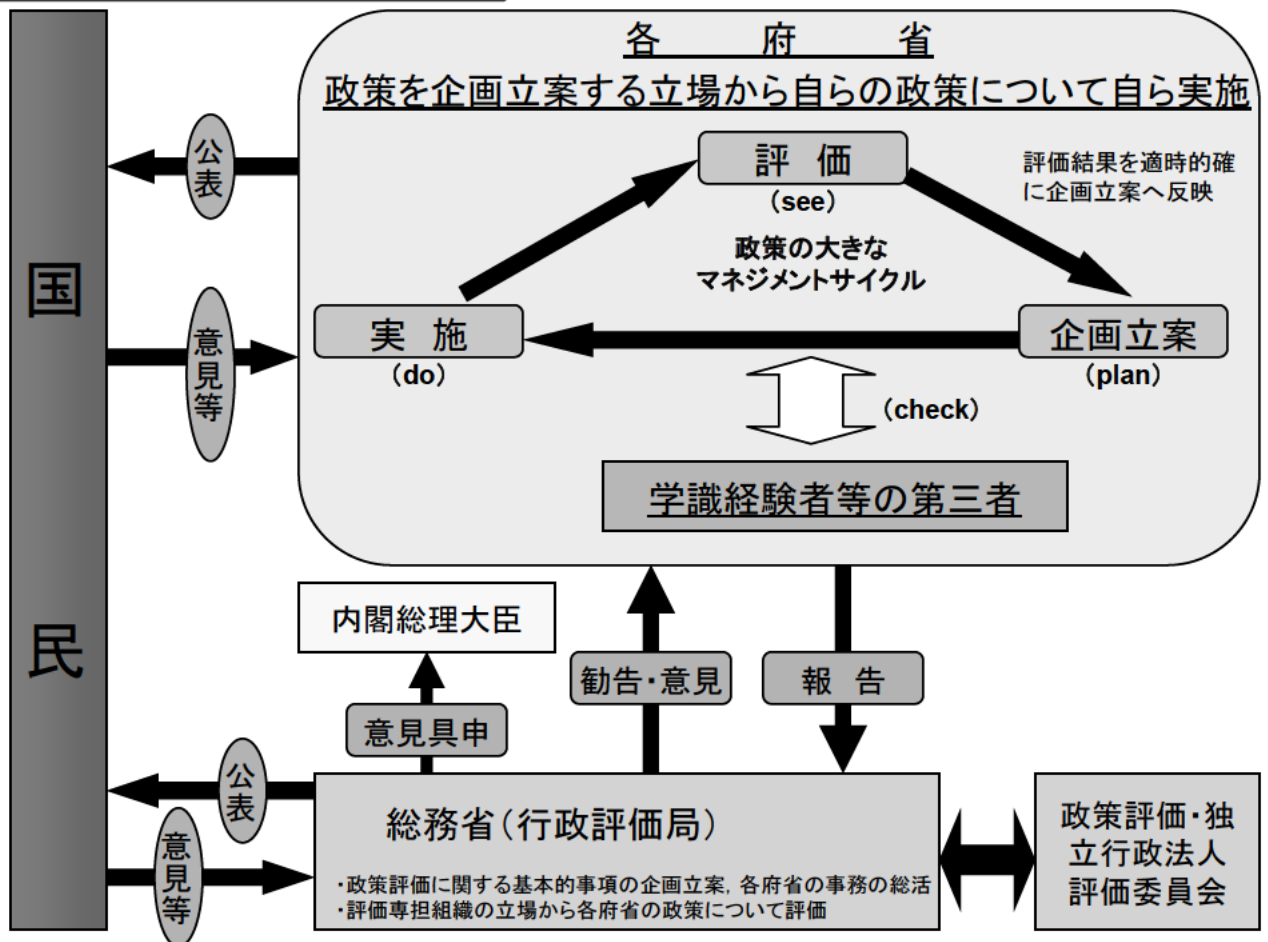 各府省
政策を企画立案する立場から自らの政策について自ら実施
公表
評価
(see)
評価結果を適時的確
に企画立案へ反映
政策の大きな
マネジメントサイクル
国民
意見等
実施
(do)
企画立案
(plan)
(check)
学識経験者等の第三者
内閣総理大臣
勧告・意見
報告
意見具申
公表
意見等
総務省(行政評価局)
・政策評価に関する基本的事項の企画立案,各府省の事務の総活
・評価専担組織の立場から各府省の政策について評価
政策評価・独
立行政法人
評価委員会